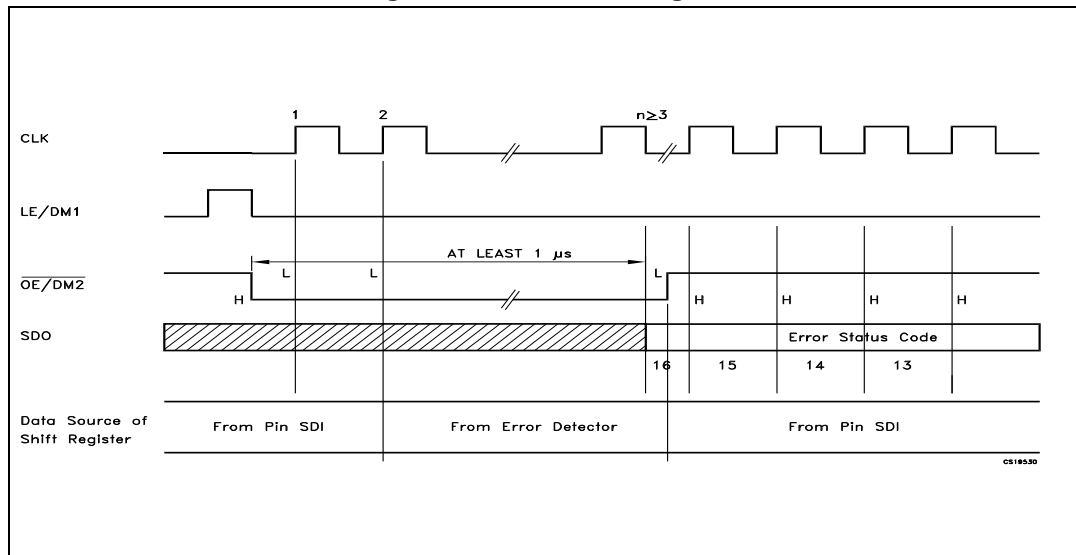 1 2 n≥3
CLK
LE/DM1
AT LEAST 1 μs
L L L
OE/DM2
H H H H H
SDO
Error Status Code
16 15 14 13
Data Source of
Shift Register
From Pin SDI From Error Detector From Pin SDI
CS18530